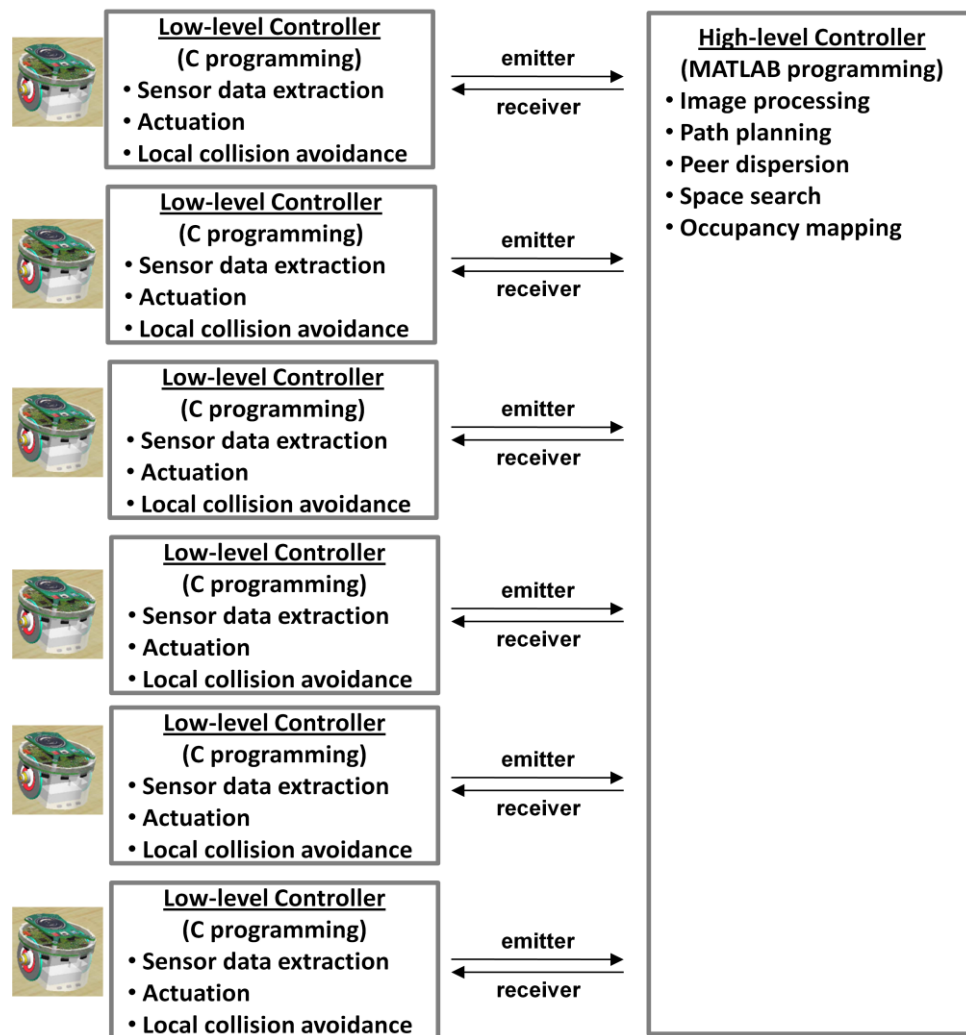 Low-level Controller
(C programming)
• Sensor data extraction
• Actuation
• Local collision avoidance
emitter
receiver
Low-level Controller
(C programming)
• Sensor data extraction
• Actuation
• Local collision avoidance
emitter
receiver
Low-level Controller
(C programming)
• Sensor data extraction
• Actuation
• Local collision avoidance
emitter
receiver
Low-level Controller
(C programming)
• Sensor data extraction
• Actuation
• Local collision avoidance
emitter
receiver
Low-level Controller
(C programming)
• Sensor data extraction
• Actuation
• Local collision avoidance
emitter
receiver
Low-level Controller
(C programming)
• Sensor data extraction
• Actuation
• Local collision avoidance
emitter
receiver
High-level Controller
(MATLAB programming)
• Image processing
• Path planning
• Peer dispersion
• Space search
• Occupancy mapping